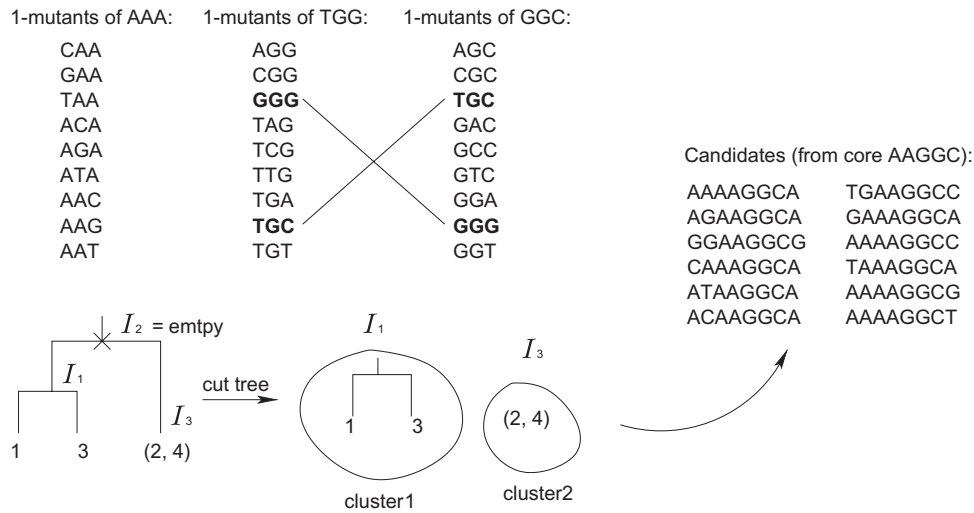 1-mutants of AAA: 1-mutants of TGG: 1-mutants of GGC:
CAA AGG AGC
GAA CGG CGC
TAA GGG TGC
ACA TAG GAC
AGA TCG GCC
ATA TTG GTC
AAC TGA GGA
AAG TGC GGG
AAT TGT GGT
Candidates (from core AAGGC):
AAAAGGCA TGAAGGCC
AGAAGGCA GAAAGGCA
GGAAGGCG AAAAGGCC
CAAAGGCA TAAAGGCA
ATAAGGCA AAAAGGCG
ACAAGGCA AAAAGGCT
I2 = emtpy
I1
I3
1 3 (2, 4)
cut tree
I1
1 3
cluster1
I3
(2, 4)
cluster2